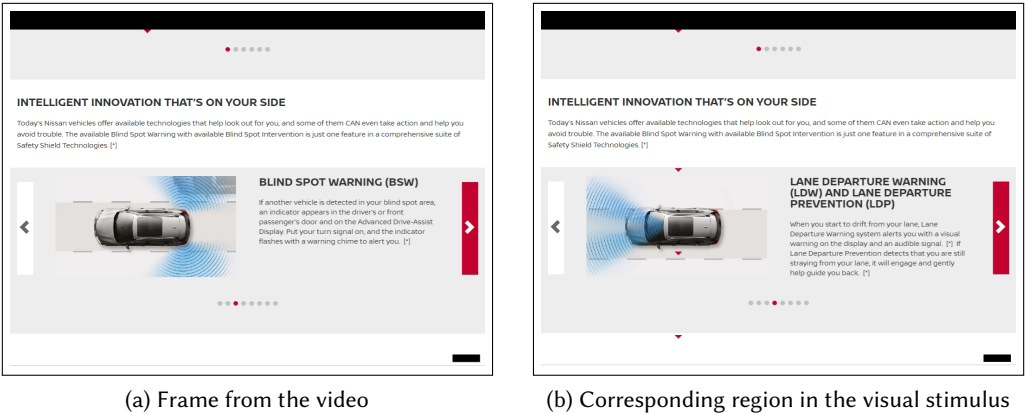 INTELLIGENT INNOVATION THAT'S ON YOUR SIDE
Today's Nissan vehicles offer available technologies that help look out for you, and some of them CAN even take action and help you
avoid trouble. The available Blind Spot Warning with available Blind Spot Intervention is just one feature in a comprehensive suite of
Safety Shield Technologies. [*]
BLIND SPOT WARNING (BSW)
If another vehicle is detected in your blind spot area,
an indicator appears in the driver's or front
passenger's door and on the Advanced Drive-Assist
Display. Put your turn signal on, and the indicator
flashes with a warning chime to alert you. [*]
(a) Frame from the video
INTELLIGENT INNOVATION THAT'S ON YOUR SIDE
Today's Nissan vehicles offer available technologies that help look out for you, and some of them CAN even take action and help you
avoid trouble. The available Blind Spot Warning with available Blind Spot Intervention is just one feature in a comprehensive suite of
Safety Shield Technologies. [*]
LANE DEPARTURE WARNING
(LDW) AND LANE DEPARTURE
PREVENTION (LDP)
When you start to drift from your lane, Lane
Departure Warning system alerts you with a visual
warning on the display and an audible signal. [*] If
Lane Departure Prevention detects that you are still
straying from your lane, it will engage and gently
help guide you back. [*]
(b) Corresponding region in the visual stimulus